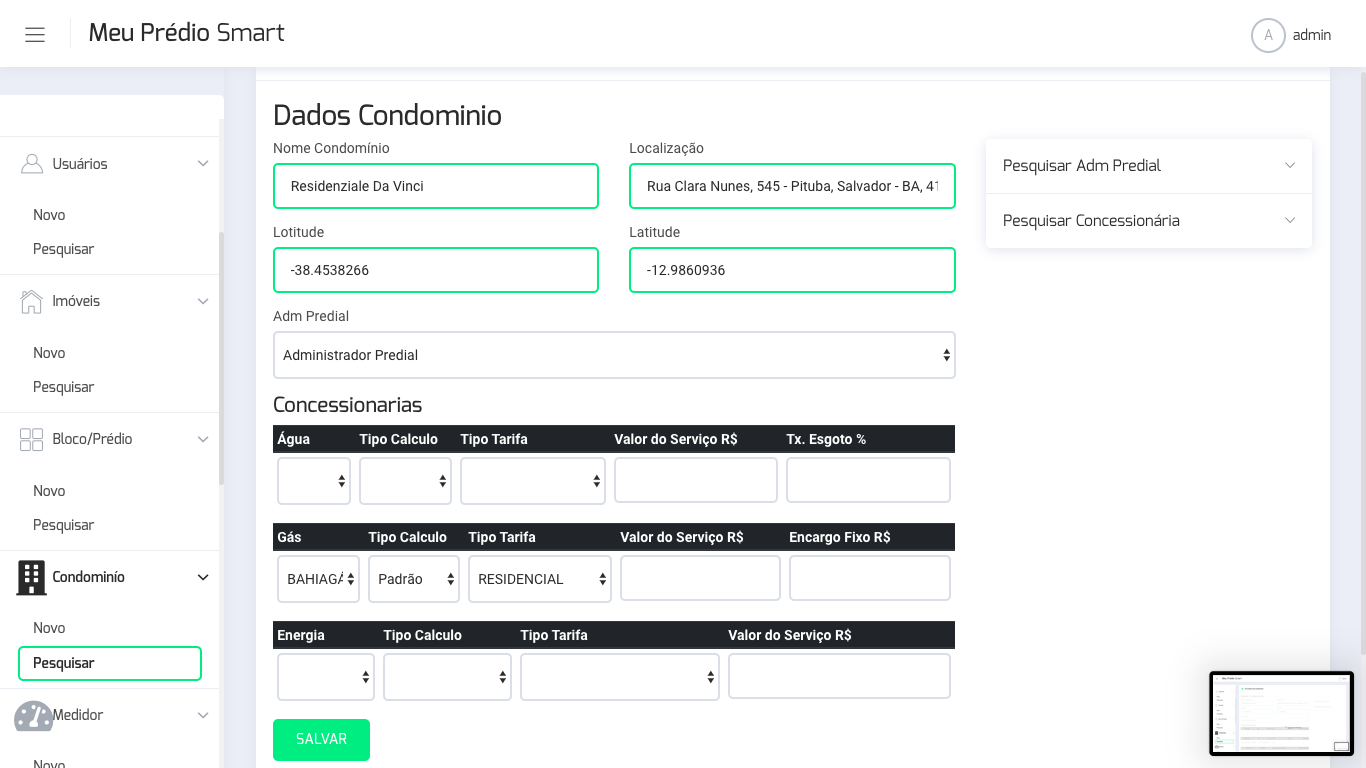 Meu Prédio Smart
A admin
Usuários
Novo
Pesquisar
Imóveis
Novo
Pesquisar
Bloco/Prédio
Novo
Pesquisar
Condominío
Novo
Pesquisar
Medidor
Novo
Dados Condominio
Nome Condomínio Localização
Residenziale Da Vinci Rua Clara Nunes, 545 - Pituba, Salvador - BA, 41
Lotitude Latitude
-38.4538266 -12.9860936
Adm Predial
Administrador Predial
Concessionarias
Água Tipo Calculo Tipo Tarifa Valor do Serviço R$ Tx. Esgoto %
Gás Tipo Calculo Tipo Tarifa Valor do Serviço R$ Encargo Fixo R$
BAHIAGÁ Padrão RESIDENCIAL
Energia Tipo Calculo Tipo Tarifa Valor do Serviço R$
SALVAR
Pesquisar Adm Predial
Pesquisar Concessionária